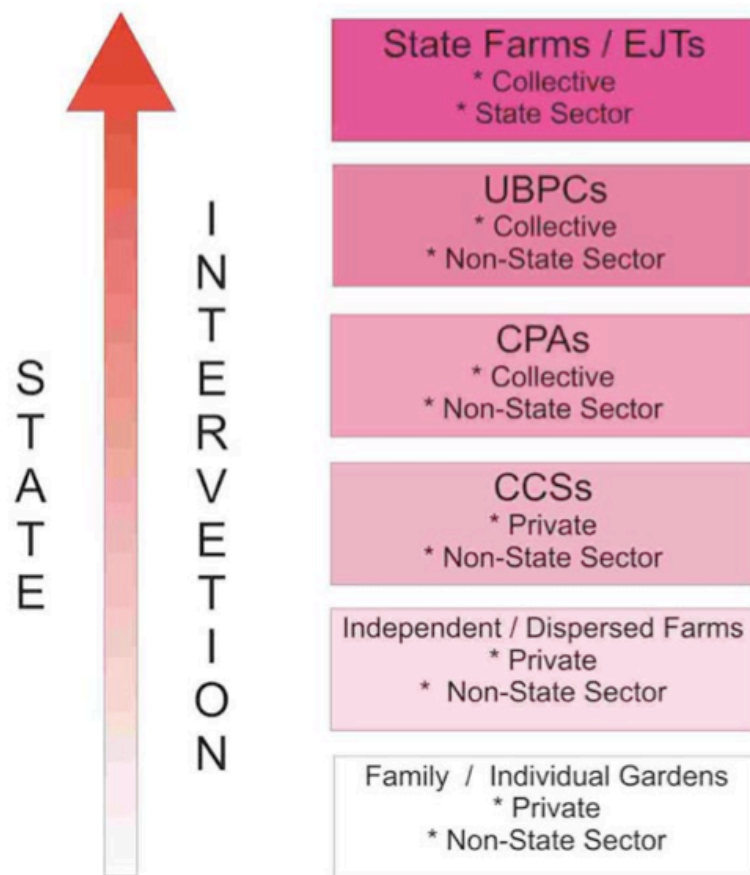 STATE
INTERVETION
State Farms / EJTs
* Collective
* State Sector
UBPCs
* Collective
* Non-State Sector
CPAs
* Collective
* Non-State Sector
CCSs
* Private
* Non-State Sector
Independent / Dispersed Farms
* Private
* Non-State Sector
Family / Individual Gardens
* Private
* Non-State Sector